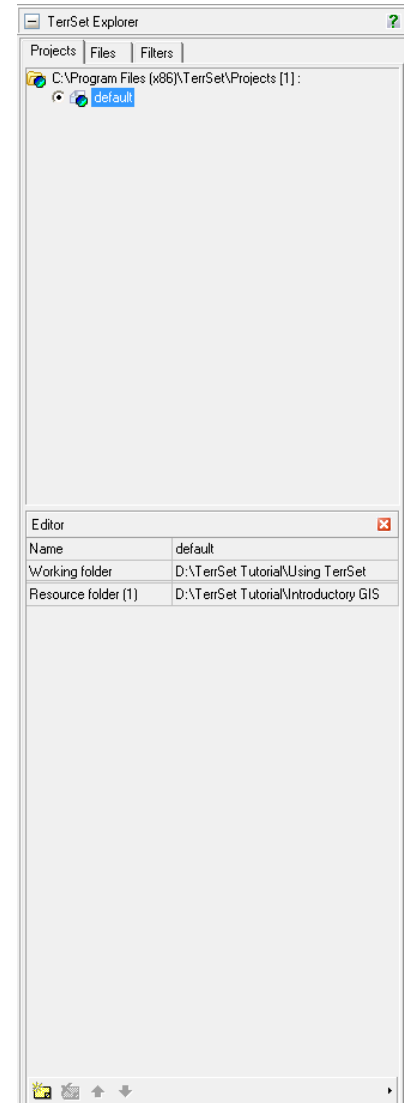 TerrSet Explorer ?
Projects Files Filters
C:\Program Files (x86)\TerrSet\Projects [1] :
default
Editor
Name default
Working folder D:\TerrSet Tutorial\Using TerrSet
Resource folder (1) D:\TerrSet Tutorial\Introductory GIS